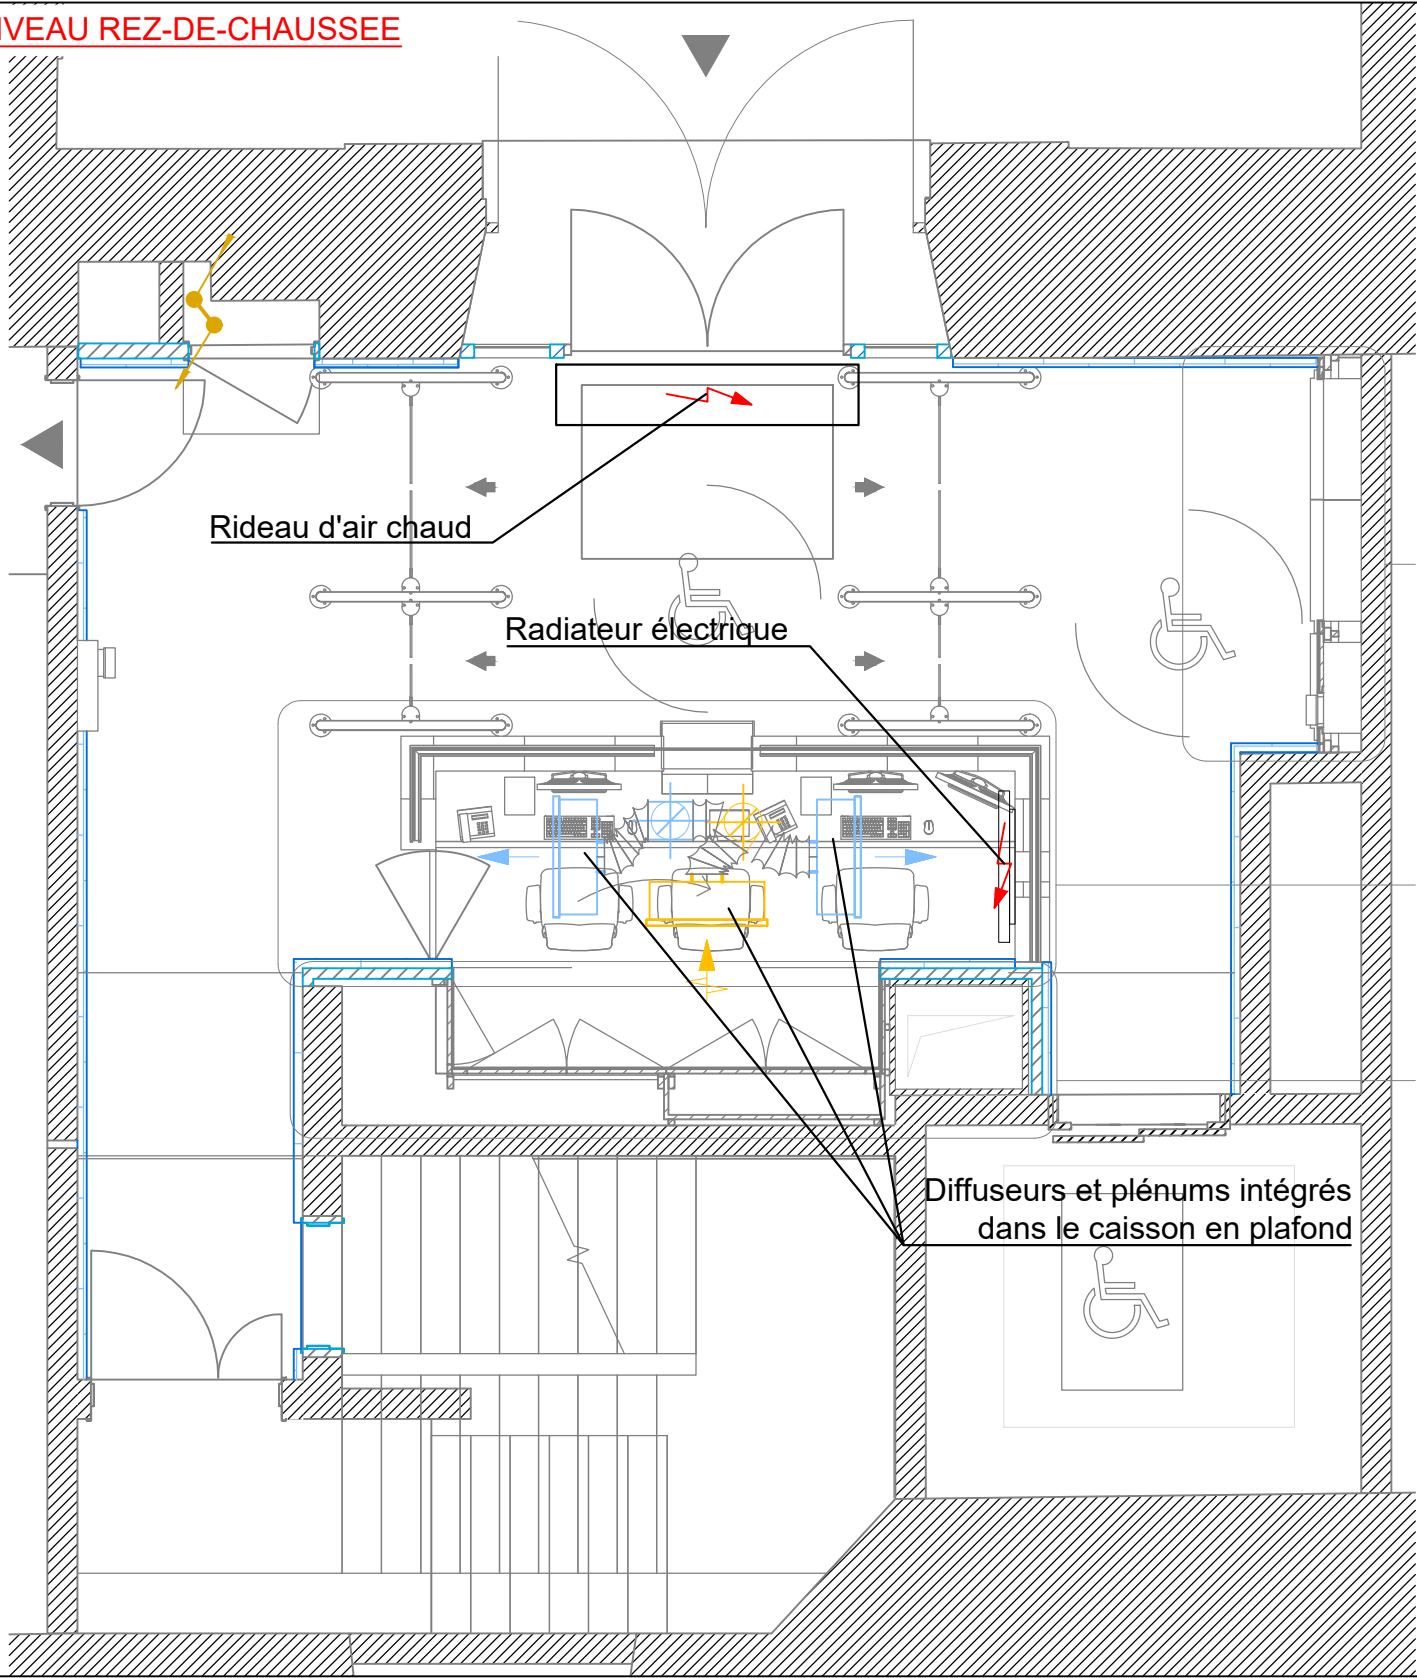 IVEAU REZ-DE-CHAUSSEE
Rideau d'air chaud
Radiateur électrique
Diffuseurs et plénums intégrés
dans le caisson en plafond